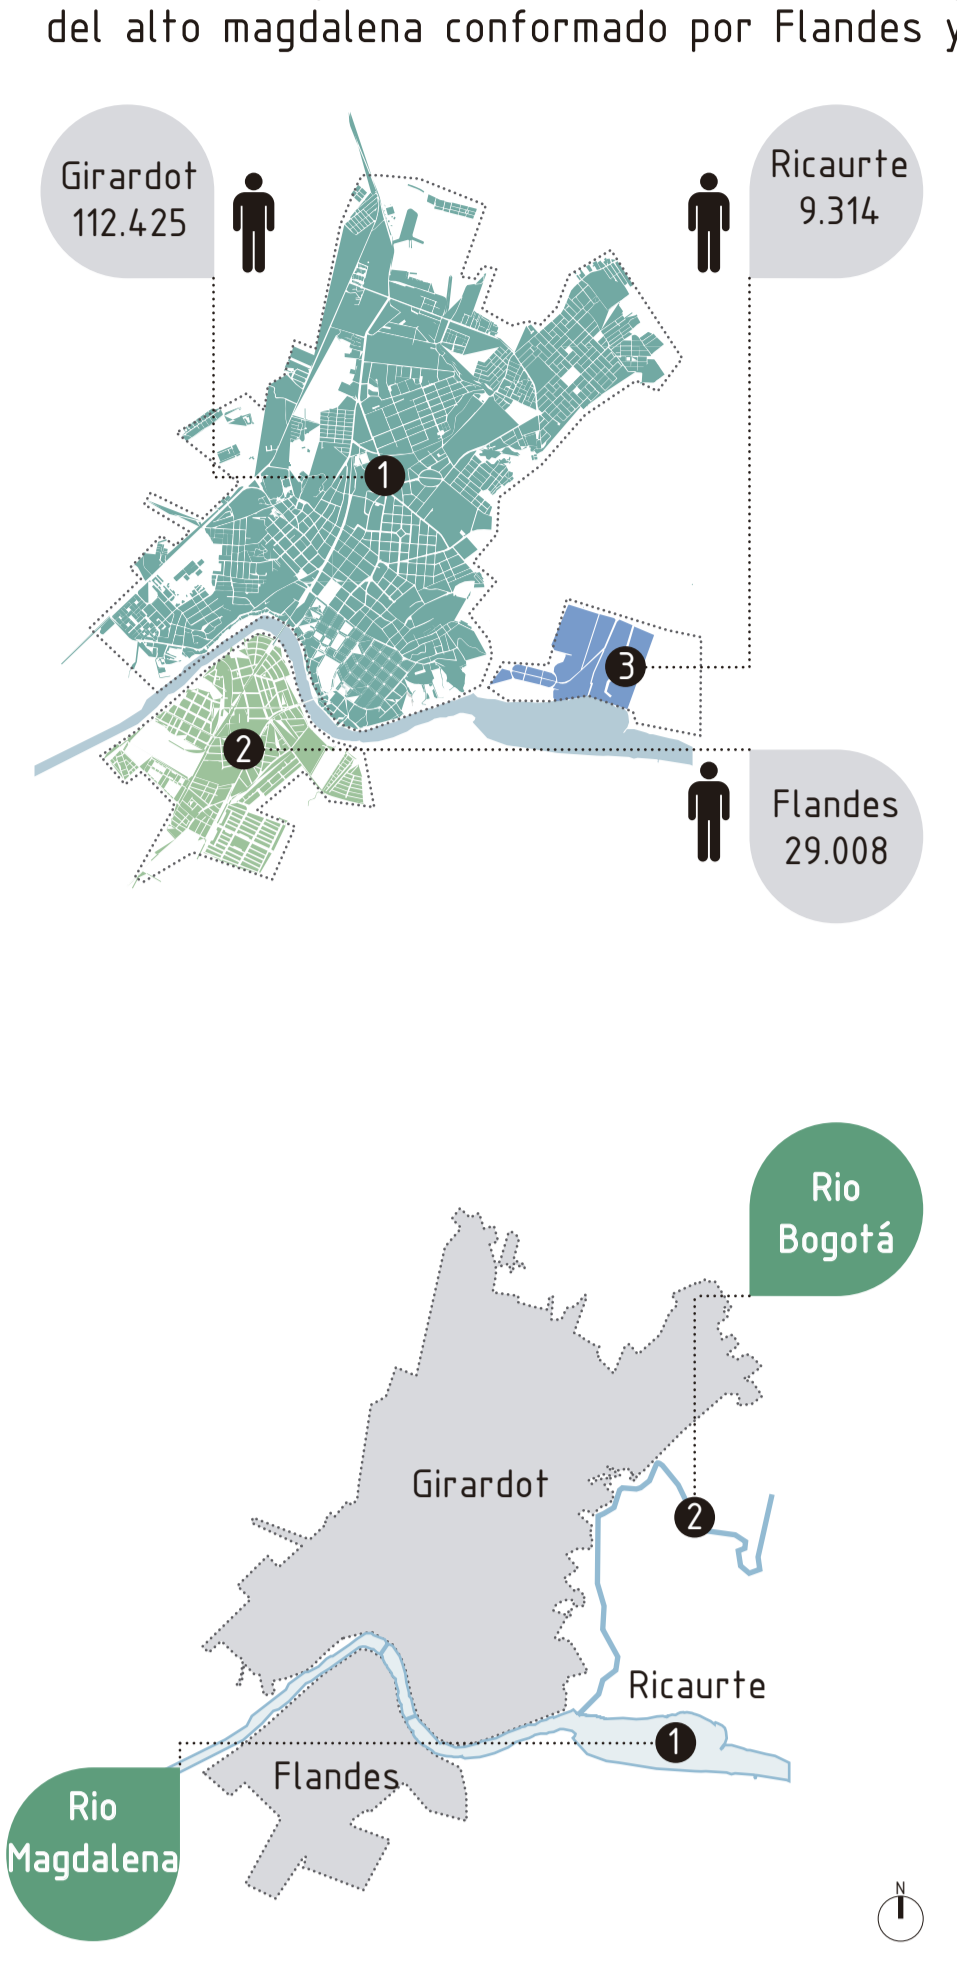 del alto magdalena conformado por Flandes y
Girardot
112.425
Ricaurte
9.314
1
3
2
Flandes
29.008
Rio
Bogotá
Girardot
2
Ricaurte
1
Flandes
Rio
Magdalena
N